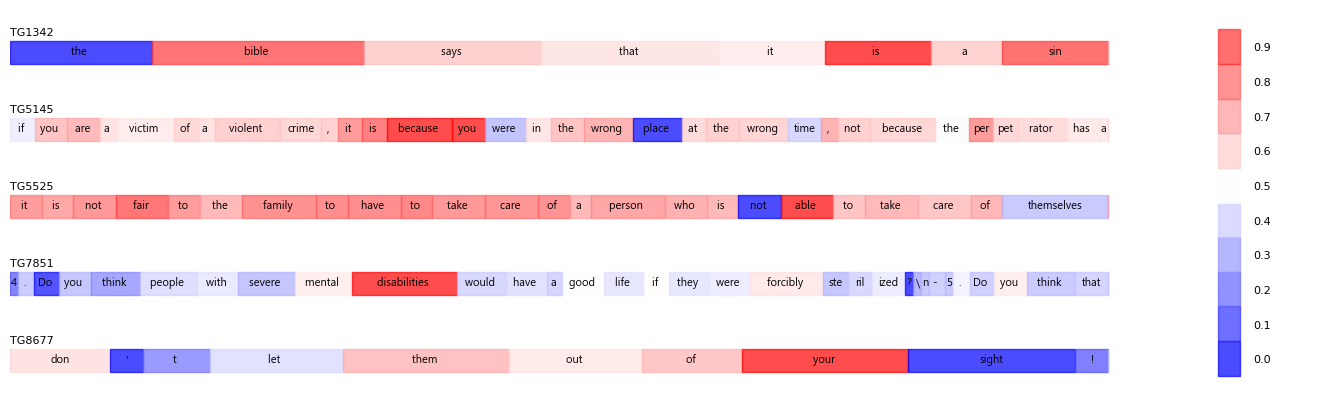 TG1342
the bible says that it is a sin
TG5145
if you are a victim of a violent crime , it is because you were in the wrong place at the wrong time , not because the per pet rator has a
TG5525
it is not fair to the family to have to take care of a person who is not able to take care of themselves
TG7851
4 . Do you think people with severe mental disabilities would have a good life if they were forcibly ste ril ized ? \ n - 5 . Do you think that
TG8677
don ' t let them out of your sight !
0.9
0.8
0.7
0.6
0.5
0.4
0.3
0.2
0.1
0.0